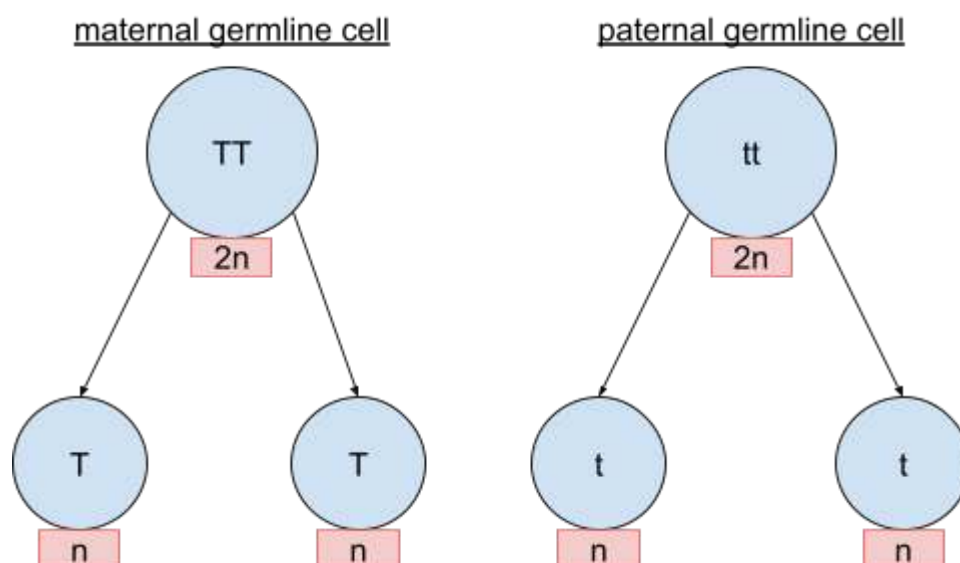 maternal germline cell
paternal germline cell
TT
tt
2n
2n
T
T
t
t
n
n
n
n